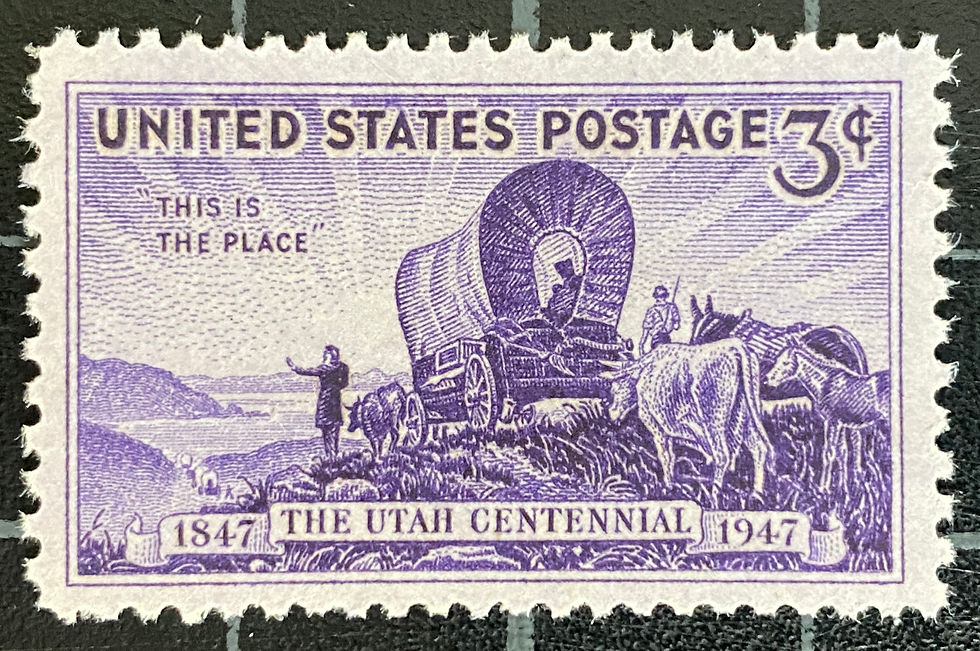 UNITED STATES POSTAGE 3¢
"THIS IS
THE PLACE"
1847 THE UTAH CENTENNIAL 1947